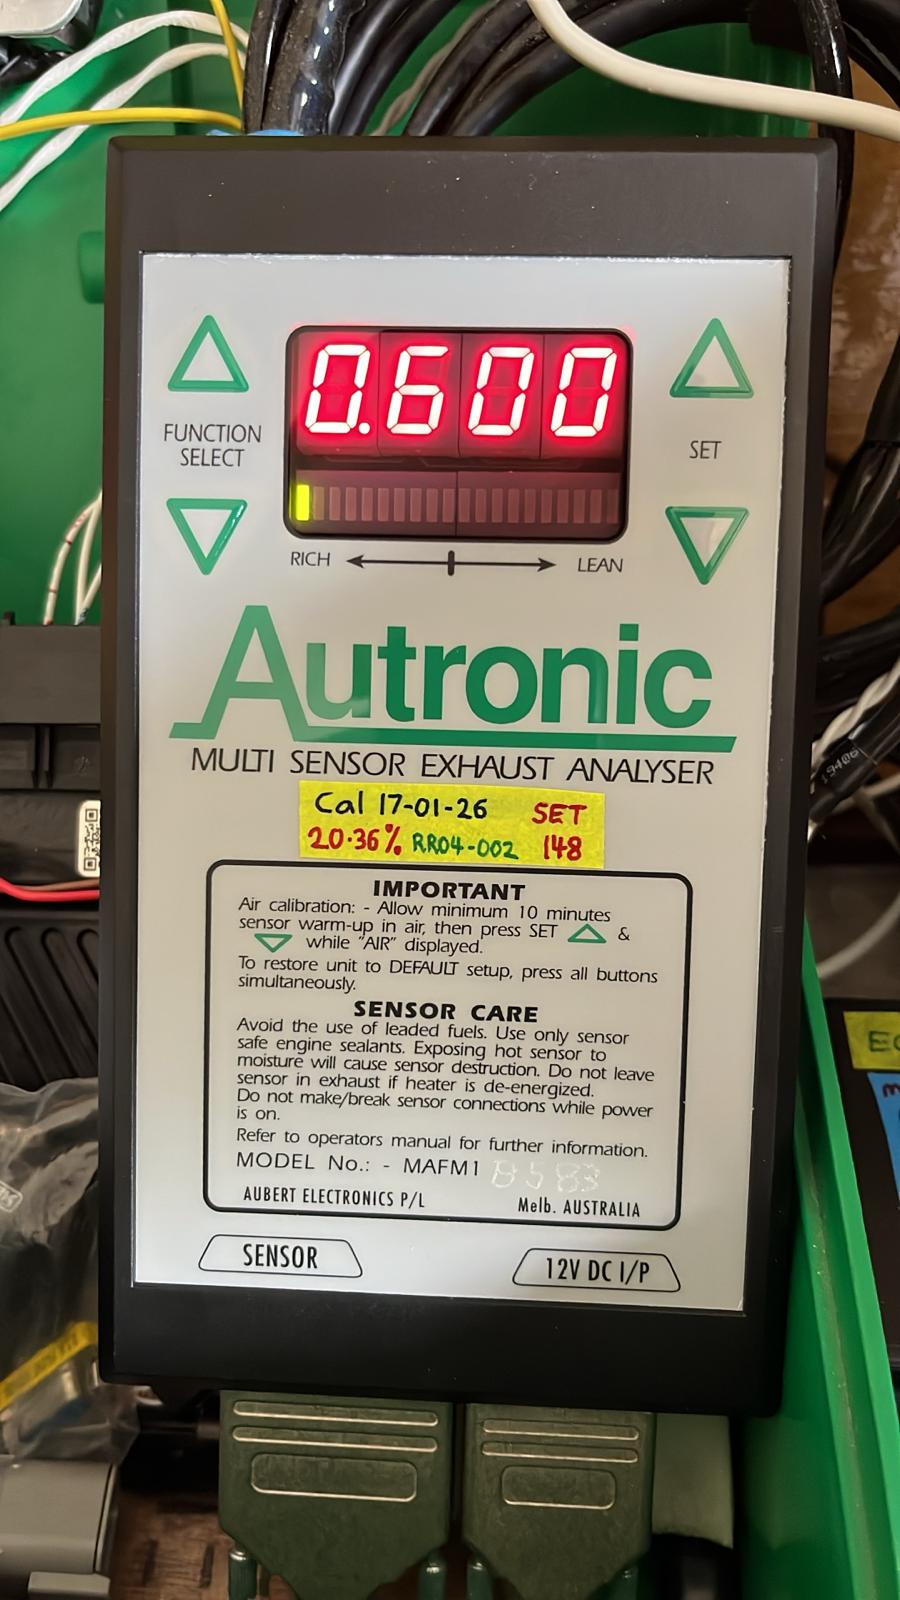 0.600
FUNCTION
SELECT
SET
RICH
LEAN
Autronic
MULTI SENSOR EXHAUST ANALYSER
Cal 17-01-26 SET
20.36% RR04-002 148
IMPORTANT
Air calibration: - Allow minimum 10 minutes
sensor warm-up in air, then press SET △ &
▽ while "AIR" displayed.
To restore unit to DEFAULT setup, press all buttons
simultaneously.
SENSOR CARE
Avoid the use of leaded fuels. Use only sensor
safe engine sealants. Exposing hot sensor to
moisture will cause sensor destruction. Do not leave
sensor in exhaust if heater is de-energized.
Do not make/break sensor connections while power
is on.
Refer to operators manual for further information.
MODEL No.: - MAFM1
AUBERT ELECTRONICS P/L Melb. AUSTRALIA
SENSOR
12V DC I/P